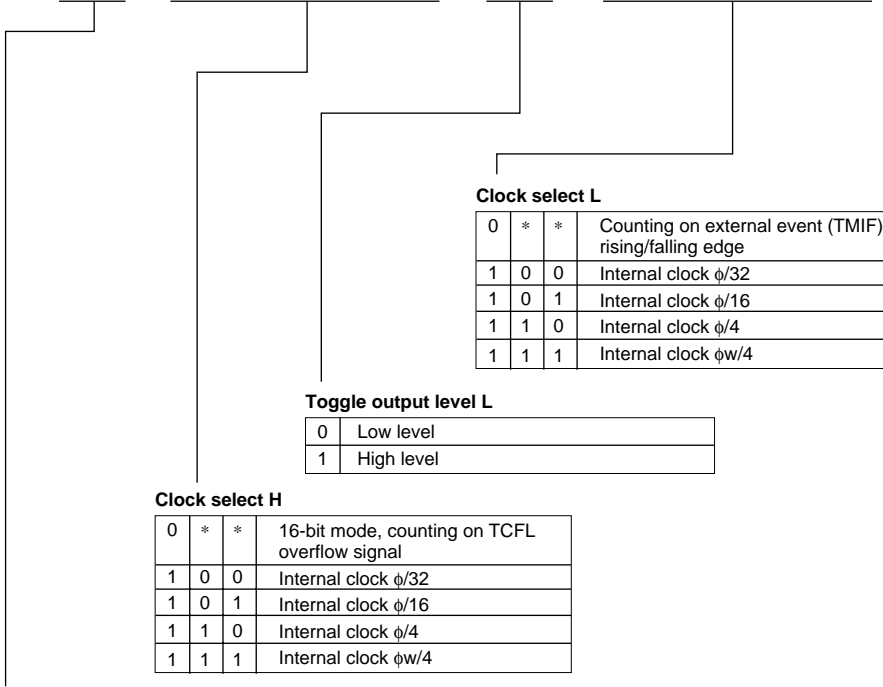 Clock select L
0 * * Counting on external event (TMIF)
rising/falling edge
1 0 0 Internal clock ϕ/32
1 0 1 Internal clock ϕ/16
1 1 0 Internal clock ϕ/4
1 1 1 Internal clock ϕw/4
Toggle output level L
0 Low level
1 High level
Clock select H
0 * * 16-bit mode, counting on TCFL
overflow signal
1 0 0 Internal clock ϕ/32
1 0 1 Internal clock ϕ/16
1 1 0 Internal clock ϕ/4
1 1 1 Internal clock ϕw/4